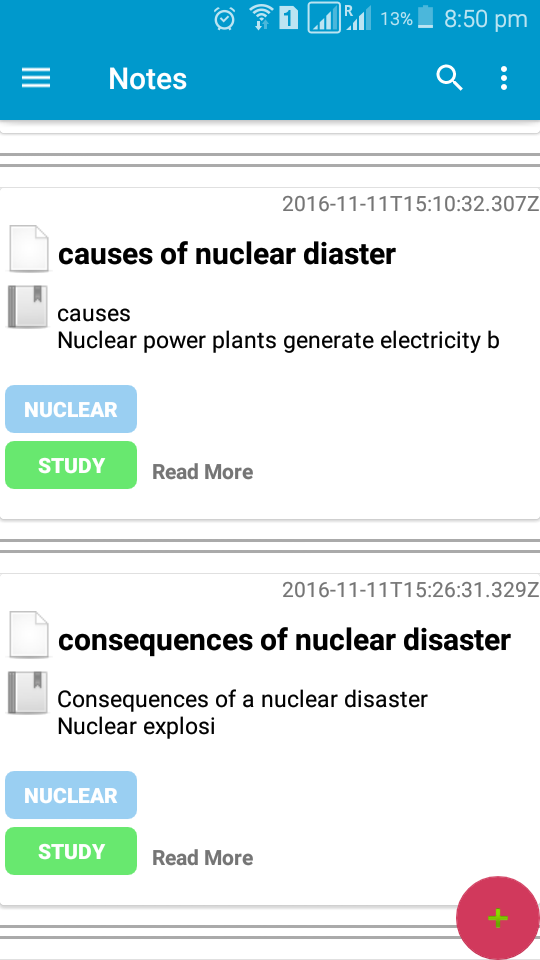 R
1
13%
8:50 pm
Notes
2016-11-11T15:10:32.307Z
causes of nuclear diaster
causes
Nuclear power plants generate electricity b
NUCLEAR
STUDY
Read More
2016-11-11T15:26:31.329Z
consequences of nuclear disaster
Consequences of a nuclear disaster
Nuclear explosi
NUCLEAR
STUDY
Read More
+